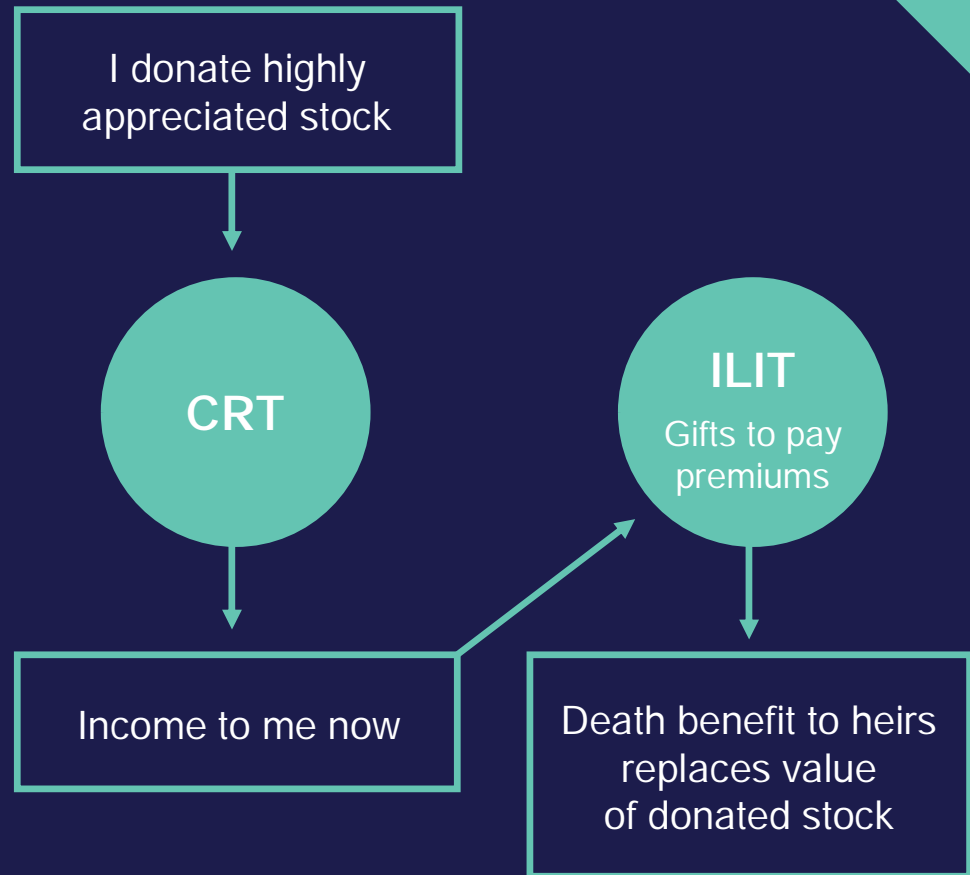 I donate highly
appreciated stock
CRT
ILIT
Gifts to pay
premiums
Income to me now
Death benefit to heirs
replaces value
of donated stock